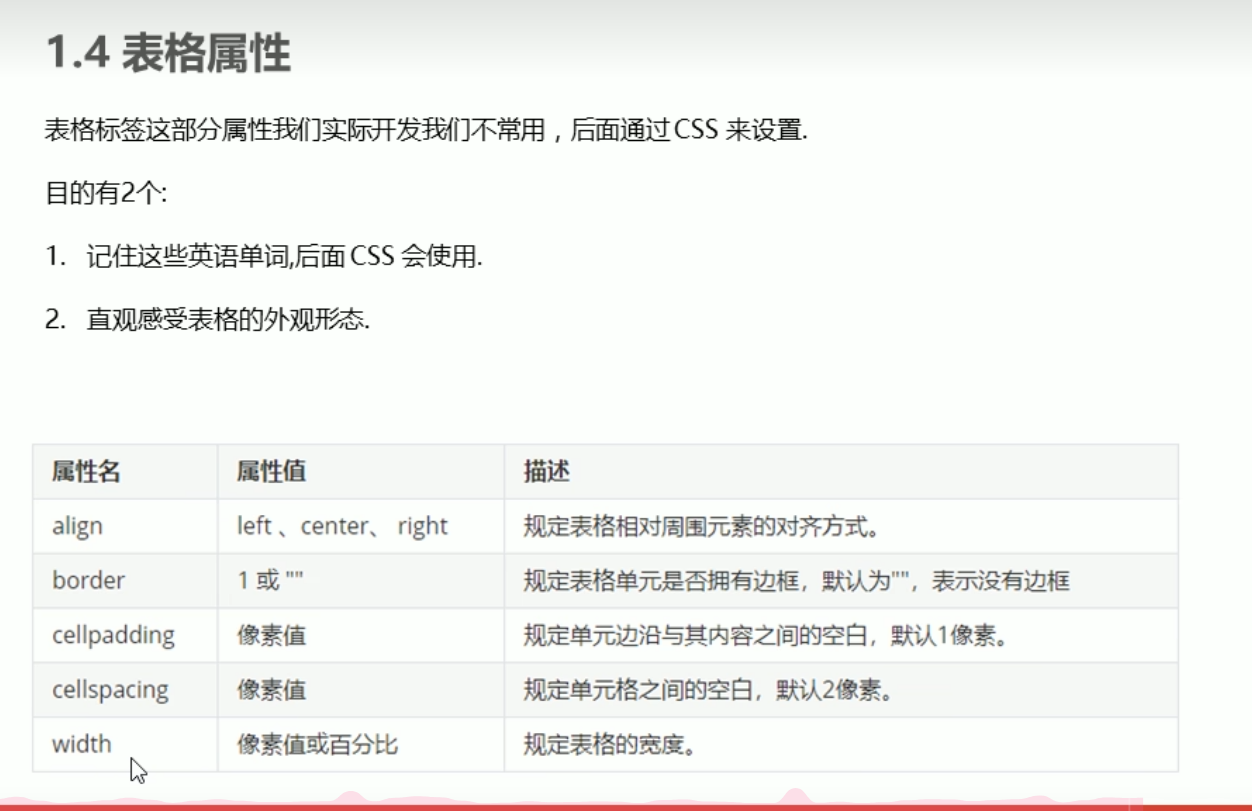 1.4 表格属性
表格标签这部分属性我们实际开发我们不常用，后面通过 CSS 来设置.
目的有2个:
1. 记住这些英语单词,后面 CSS 会使用.
2. 直观感受表格的外观形态.
属性名 属性值 描述
align left 、center、 right 规定表格相对周围元素的对齐方式。
border 1 或 "" 规定表格单元是否拥有边框，默认为""，表示没有边框
cellpadding 像素值 规定单元边沿与其内容之间的空白，默认1像素。
cellspacing 像素值 规定单元格之间的空白，默认2像素。
width 像素值或百分比 规定表格的宽度。